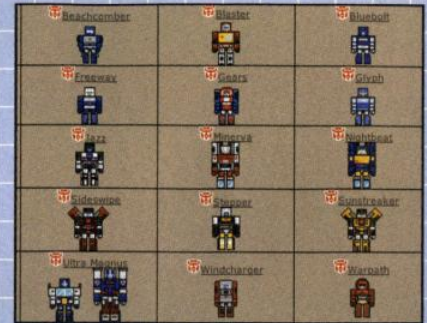 Beachcomber Blaster Bluebolt
Freeway Gears Glyph
Jazz Minerva Nightbeat
Sideswipe Stepper Sunstreaker
Ultra Magnus Windcharger Warpath